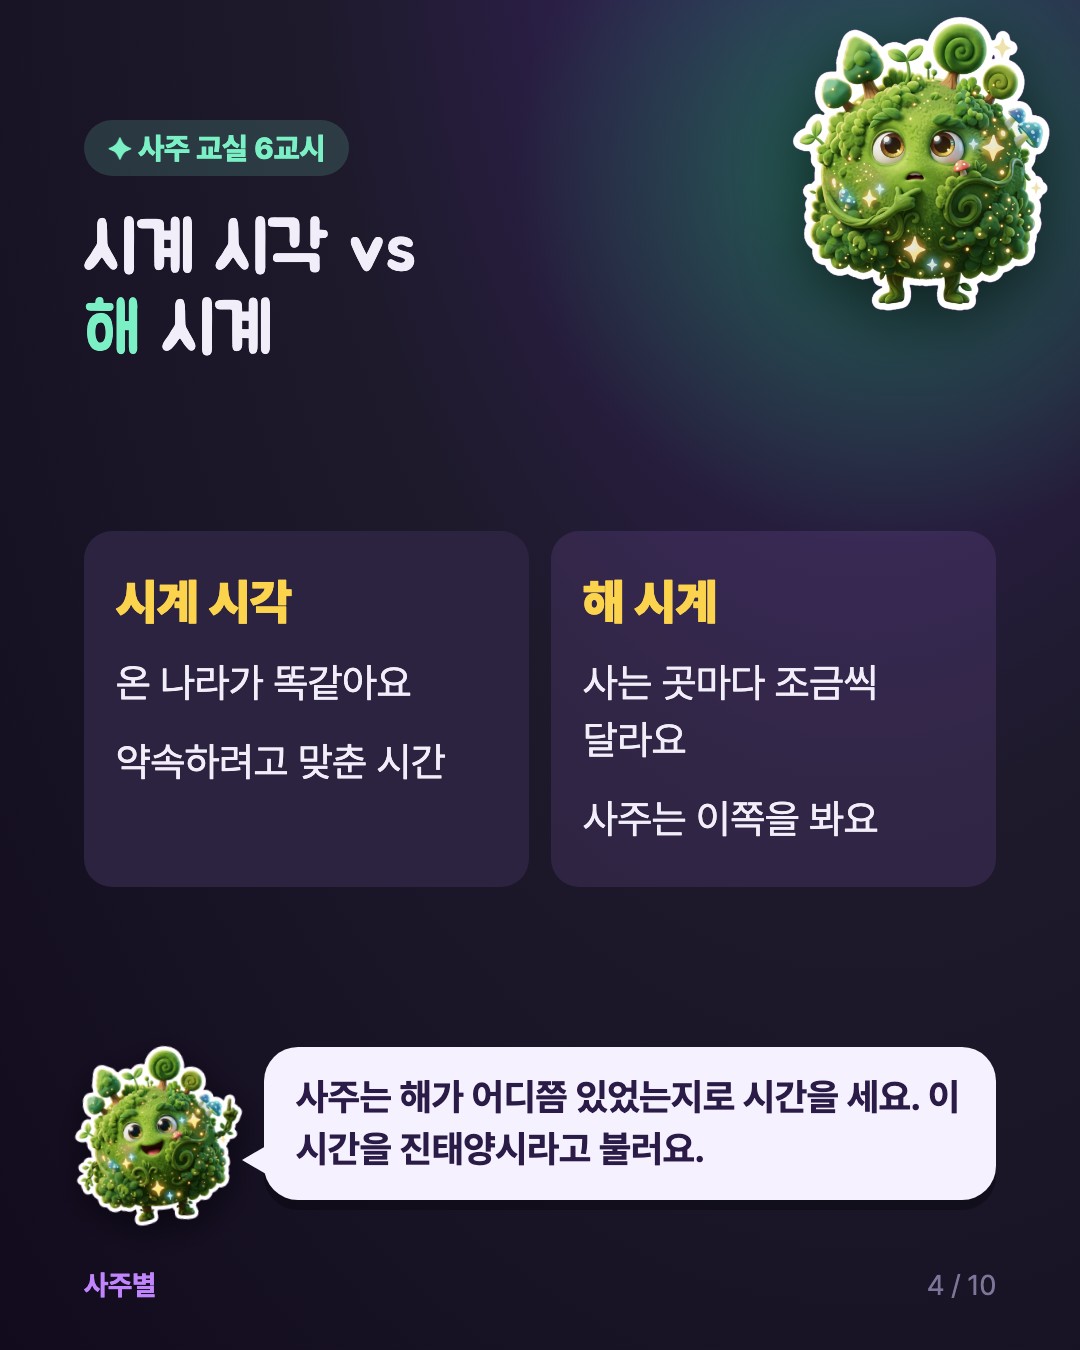 ✦ 사주 교실 6교시
시계 시각 vs
해 시계
시계 시각
온 나라가 똑같아요
약속하려고 맞춘 시간
해 시계
사는 곳마다 조금씩
달라요
사주는 이쪽을 봐요
사주는 해가 어디쯤 있었는지로 시간을 세요. 이
시간을 진태양시라고 불러요.
사주별
4 / 10